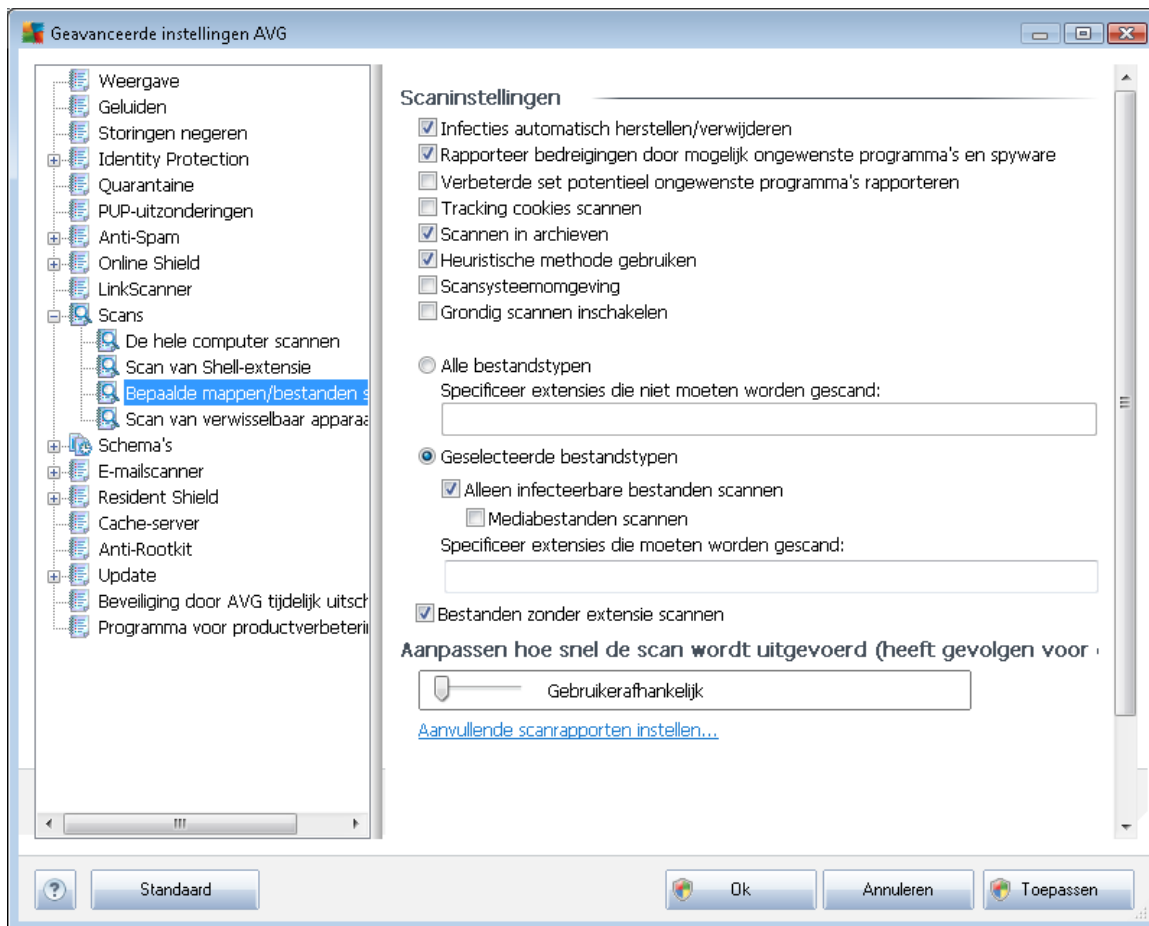 Geavanceerde instellingen AVG
Weergave
Geluiden
Storingen negeren
Identity Protection
Quarantaine
PUP-uitzonderingen
Anti-Spam
Online Shield
LinkScanner
Scans
De hele computer scannen
Scan van Shell-extensie
Bepaalde mappen/bestanden s
Scan van verwisselbaar apparaa
Schema's
E-mailscanner
Resident Shield
Cache-server
Anti-Rootkit
Update
Beveiliging door AVG tijdelijk uitsch
Programma voor productverbeterin
Scaninstellingen
Infecties automatisch herstellen/verwijderen
Rapporteer bedreigingen door mogelijk ongewenste programma's en spyware
Verbeterde set potentieel ongewenste programma's rapporteren
Tracking cookies scannen
Scannen in archieven
Heuristische methode gebruiken
Scansysteemomgeving
Grondig scannen inschakelen
Alle bestandstypen
Specificeer extensies die niet moeten worden gescand:
Geselecteerde bestandstypen
Alleen infecteerbare bestanden scannen
Mediabestanden scannen
Specificeer extensies die moeten worden gescand:
Bestanden zonder extensie scannen
Aanpassen hoe snel de scan wordt uitgevoerd (heeft gevolgen voor
Gebruikerafhankelijk
Aanvullende scanrapporten instellen...
? Standaard Ok Annuleren Toepassen